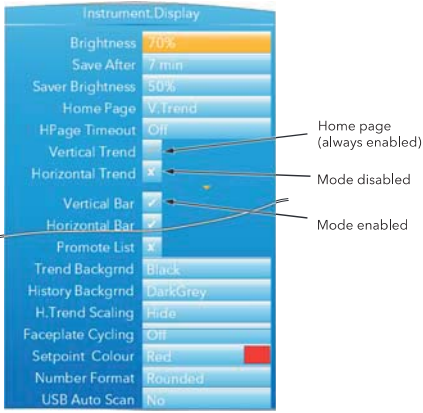 Instrument.Display
Brightness 70%
Save After 7 min
Saver Brightness 50%
Home Page V.Trend
HPage Timeout Off
Vertical Trend
Horizontal Trend x
Vertical Bar ✓
Horizontal Bar ✓
Promote List x
Trend Backgrnd Black
History Backgrnd DarkGrey
H.Trend Scaling Hide
Faceplate Cycling Off
Setpoint Colour Red
Number Format Rounded
USB Auto Scan No
Home page
(always enabled)
Mode disabled
Mode enabled